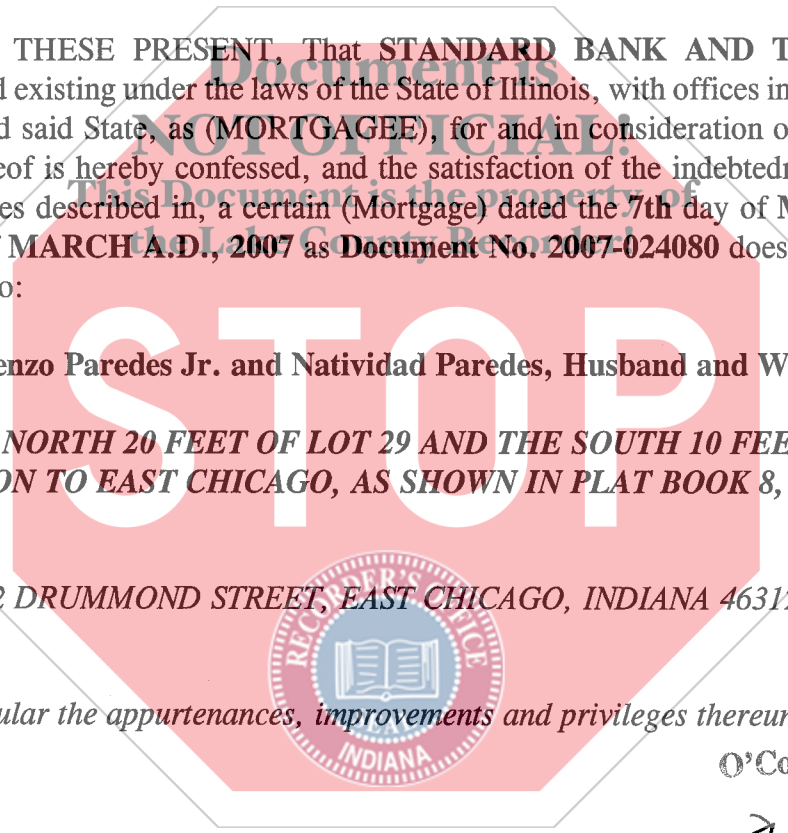 THESE PRESENT, That STANDARD BANK AND T
d existing under the laws of the State of Illinois, with offices in
d said State, as (MORTGAGEE), for and in consideration o
eof is hereby confessed, and the satisfaction of the indebtedn
es described in, a certain (Mortgage) dated the 7th day of M
MARCH A.D., 2007 as Document No. 2007-024080 does
o:
enzo Paredes Jr. and Natividad Paredes, Husband and W
NORTH 20 FEET OF LOT 29 AND THE SOUTH 10 FEE
ON TO EAST CHICAGO, AS SHOWN IN PLAT BOOK 8,
2 DRUMMOND STREET, EAST CHICAGO, INDIANA 46312
ular the appurtenances, improvements and privileges thereun
O'Co
Document is
NOT OFFICIAL!
This Document is the property of
the Lake County Recorder!
STOP
RECORDER'S OFFICE
INDIANA